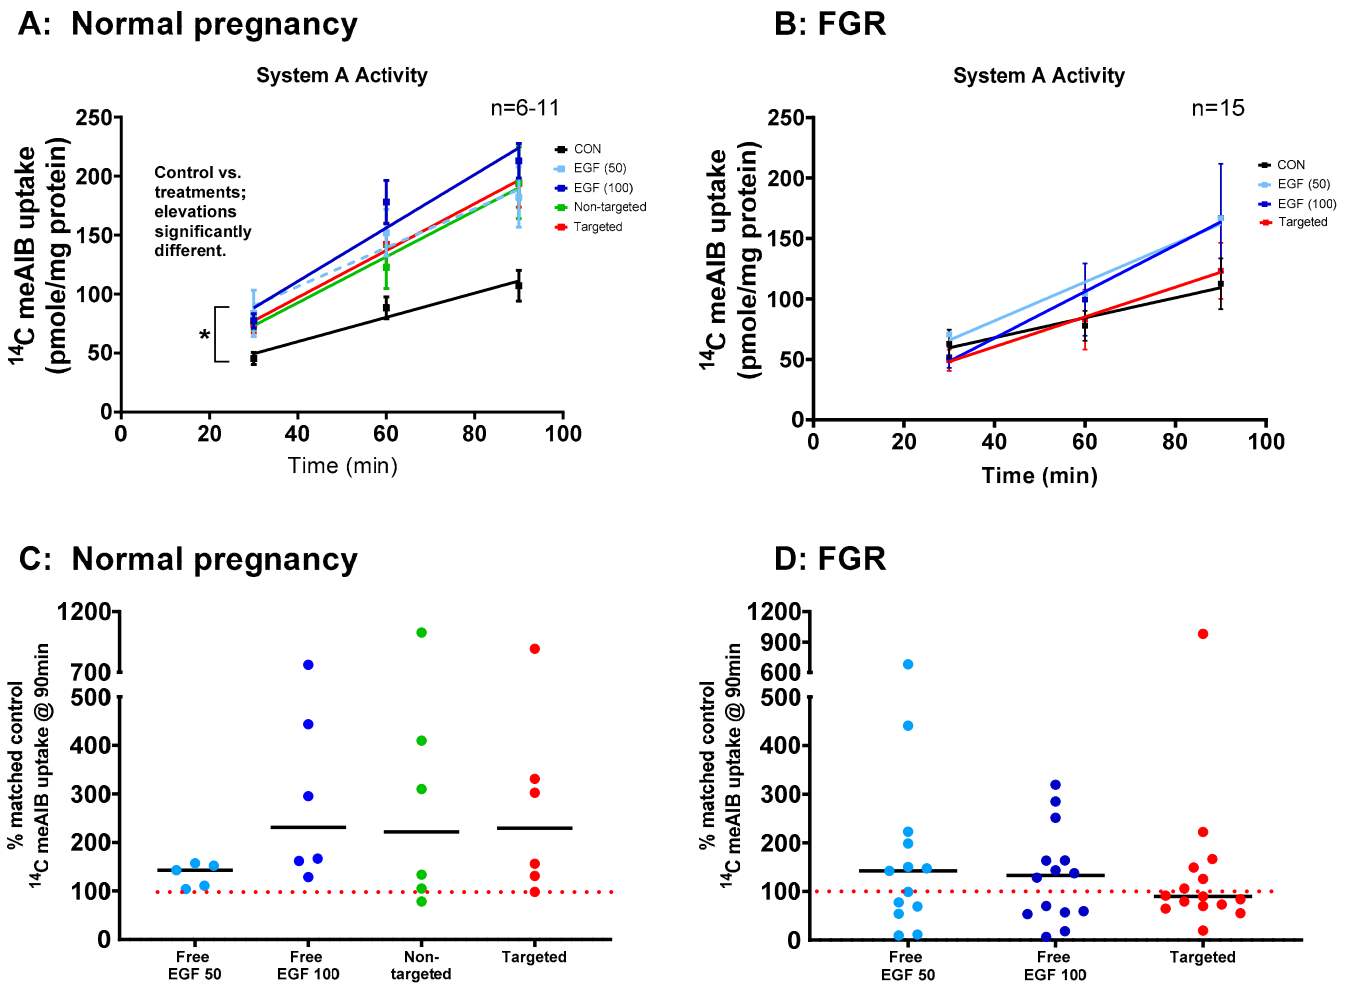 A: Normal pregnancy
System A Activity
n=6-11
250
200
150
100
50
0
14C meAIB uptake
(pmole/mg protein)
Control vs.
treatments;
elevations
significantly
different.
*
CON
EGF (50)
EGF (100)
Non-targeted
Targeted
0 20 40 60 80 100
Time (min)
B: FGR
System A Activity
n=15
250
200
150
100
50
0
14C meAIB uptake
(pmole/mg protein)
CON
EGF (50)
EGF (100)
Targeted
0 20 40 60 80 100
Time (min)
C: Normal pregnancy
1200
700
500
400
300
200
100
0
% matched control
14C meAIB uptake @ 90min
Free
EGF 50
Free
EGF 100
Non-
targeted
Targeted
D: FGR
1200
900
600
500
400
300
200
100
0
% matched control
14C meAIB uptake @ 90min
Free
EGF 50
Free
EGF 100
Targeted